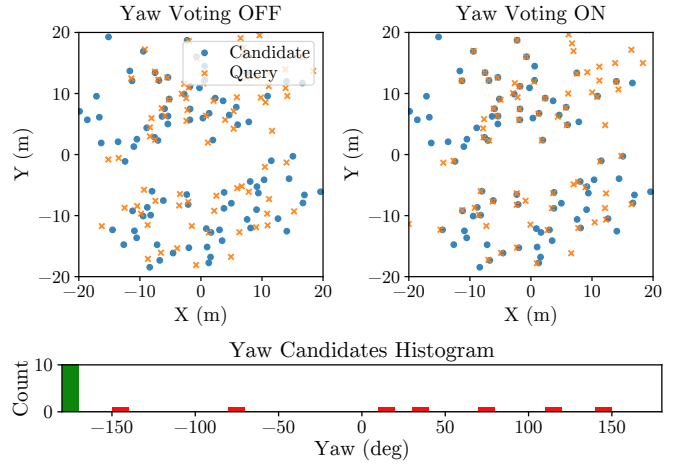 Yaw Voting OFF
Yaw Voting ON
Candidate
Query
Y (m)
20
10
0
−10
−20
−20
−10
0
10
20
X (m)
Y (m)
20
10
0
−10
−20
−20
−10
0
10
20
X (m)
Yaw Candidates Histogram
Count
10
0
−150
−100
−50
0
50
100
150
Yaw (deg)